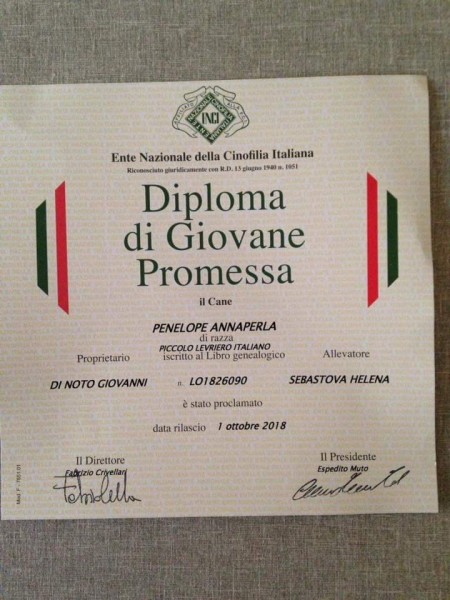 ENCI
Ente Nazionale della Cinofilia Italiana
Riconosciuto giuridicamente con R.D. 13 giugno 1940 n. 1051
Diploma
di Giovane
Promessa
il Cane
PENELOPE ANNAPERLA
di razza
PICCOLO LEVRIERO ITALIANO
Proprietario iscritto al Libro genealogico Allevatore
DI NOTO GIOVANNI n. LO1826090 SEBASTOVA HELENA
è stato proclamato
data rilascio 1 ottobre 2018
Il Direttore Il Presidente
Fabrizio Crivellari Espedito Muto